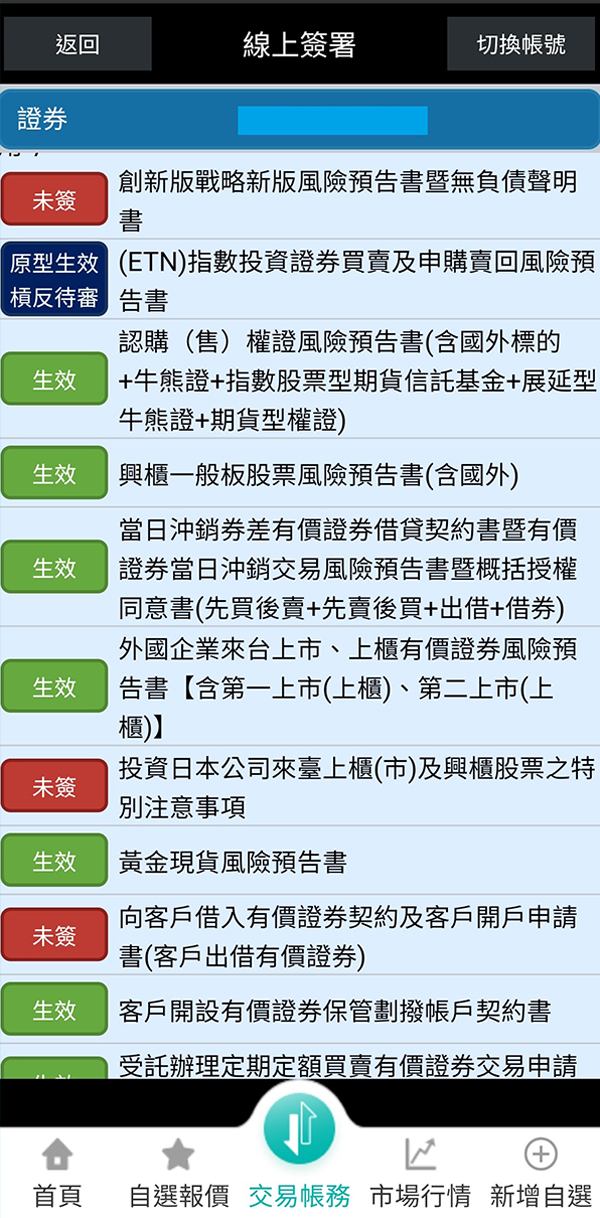 返回
線上簽署
切換帳號
證券
未簽
創新版戰略新版風險預告書暨無負債聲明
書
原型生效
槓反待審
(ETN)指數投資證券買賣及申購賣回風險預
告書
生效
認購（售）權證風險預告書(含國外標的
+牛熊證+指數股票型期貨信託基金+展延型
牛熊證+期貨型權證)
生效
興櫃一般板股票風險預告書(含國外)
生效
當日沖銷券差有價證券借貸契約書暨有價
證券當日沖銷交易風險預告書暨概括授權
同意書(先買後賣+先賣後買+出借+借券)
生效
外國企業來台上市、上櫃有價證券風險預
告書【含第一上市(上櫃)、第二上市(上
櫃)】
未簽
投資日本公司來臺上櫃(市)及興櫃股票之特
別注意事項
生效
黃金現貨風險預告書
未簽
向客戶借入有價證券契約及客戶開戶申請
書(客戶出借有價證券)
生效
客戶開設有價證券保管劃撥帳戶契約書
生效
受託辦理定期定額買賣有價證券交易申請
首頁
自選報價
交易帳務
市場行情
新增自選